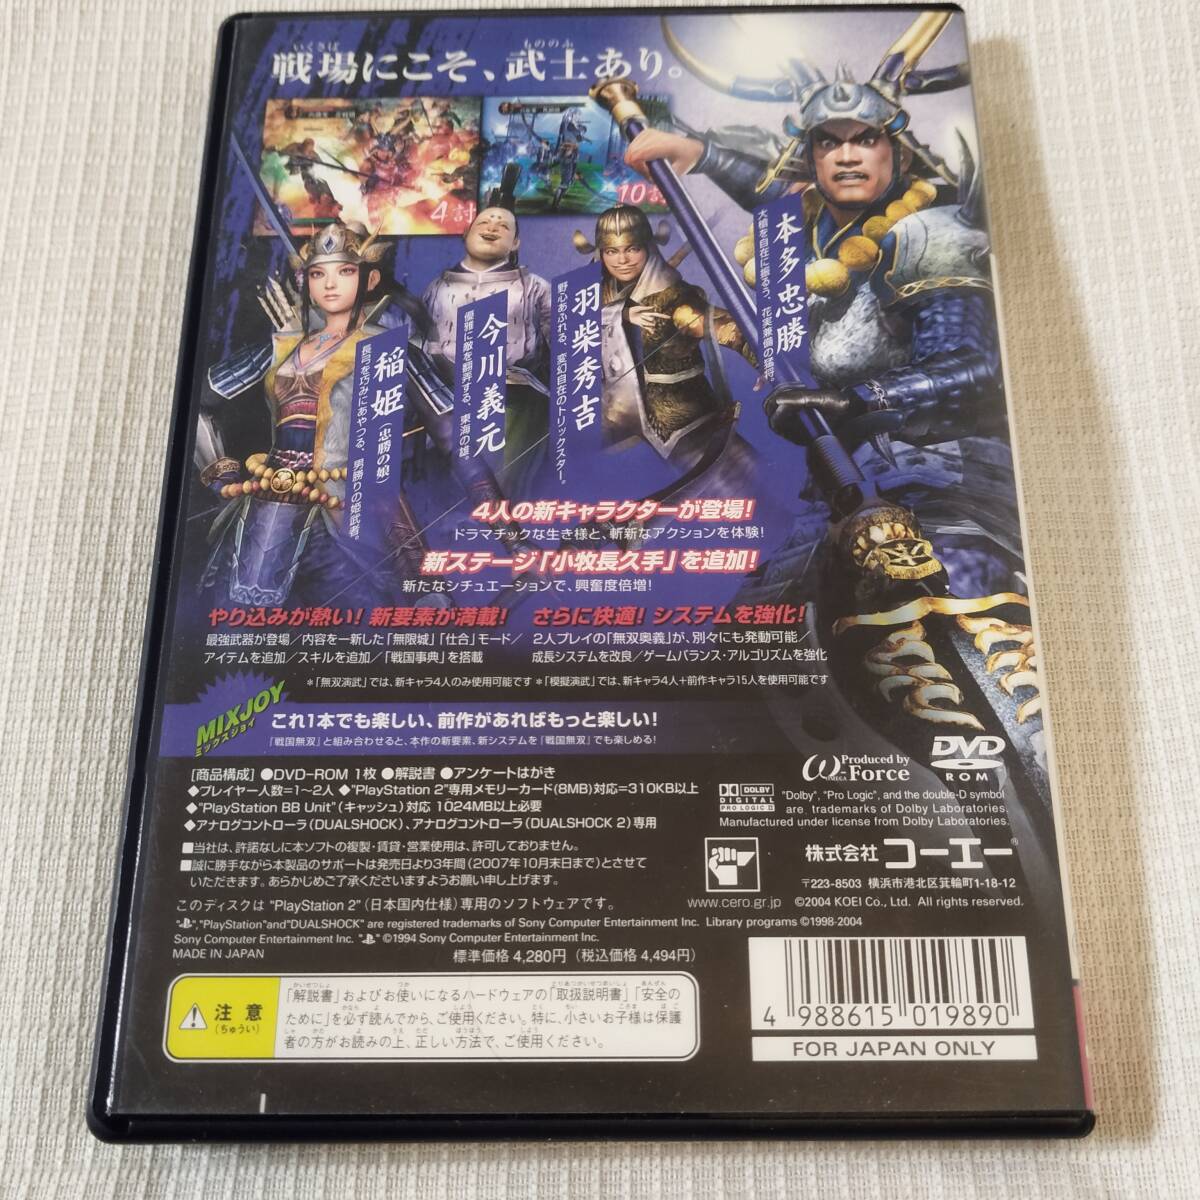 戦場にこそ、武士あり。
いくさば
もののふ
4討
10討
本多忠勝
大槍を自在に振るう、花実兼備の猛将。
羽柴秀吉
野心あふれる、変幻自在のトリックスター。
今川義元
優雅に敵を翻弄する、東海の雄。
稲姫(忠勝の娘)
長弓を巧みにあやつる、男勝りの姫武者。
4人の新キャラクターが登場!
ドラマチックな生き様と、斬新なアクションを体験!
新ステージ「小牧長久手」を追加!
新たなシチュエーションで、興奮度倍増!
やり込みが熱い! 新要素が満載!
最強武器が登場/内容を一新した「無限城」「仕合」モード/
アイテムを追加/スキルを追加/「戦国事典」を搭載
さらに快適! システムを強化!
2人プレイの「無双奥義」が、別々にも発動可能/
成長システムを改良/ゲームバランス・アルゴリズムを強化
*「無双演武」では、新キャラ4人のみ使用可能です *「模擬演武」では、新キャラ4人+前作キャラ15人を使用可能です
MIXJOY
ミックスジョイ
これ1本でも楽しい、前作があればもっと楽しい!
「戦国無双」と組み合わせると、本作の新要素、新システムを「戦国無双」でも楽しめる!
[商品構成] ●DVD-ROM 1枚 ●解説書 ●アンケートはがき
◆プレイヤー人数=1〜2人 ◆"PlayStation 2"専用メモリーカード(8MB)対応=310KB以上
◆"PlayStation BB Unit"(キャッシュ)対応 1024MB以上必要
◆アナログコントローラ(DUALSHOCK)、アナログコントローラ(DUALSHOCK 2)専用
■当社は、許諾なしに本ソフトの複製・賃貸・営業使用は、許可しておりません。
■誠に勝手ながら本製品のサポートは発売日より3年間(2007年10月末日まで)とさせて
いただきます。あらかじめご了承くださいますようお願い申し上げます。
このディスクは "PlayStation 2" (日本国内仕様) 専用のソフトウェアです。
ω-Force
OMEGA
Produced by
DVD
ROM
DOLBY
DIGITAL
PRO LOGIC II
"Dolby", "Pro Logic", and the double-D symbol
are trademarks of Dolby Laboratories.
Manufactured under license from Dolby Laboratories.
www.cero.gr.jp
株式会社 コーエー®
〒223-8503 横浜市港北区箕輪町1-18-12
©2004 KOEI Co., Ltd. All rights reserved.
" ", "PlayStation"and"DUALSHOCK" are registered trademarks of Sony Computer Entertainment Inc. Library programs ©1998-2004
Sony Computer Entertainment Inc. " " ©1994 Sony Computer Entertainment Inc.
MADE IN JAPAN
標準価格 4,280円 (税込価格 4,494円)
注意
(ちゅうい)
「解説書」およびお使いになるハードウェアの「取扱説明書」「安全の
ために」を必ず読んでから、ご使用ください。特に、小さいお子様は保護
者の方がお読みの上、正しい方法で、ご使用ください。
4 988615 019890
FOR JAPAN ONLY